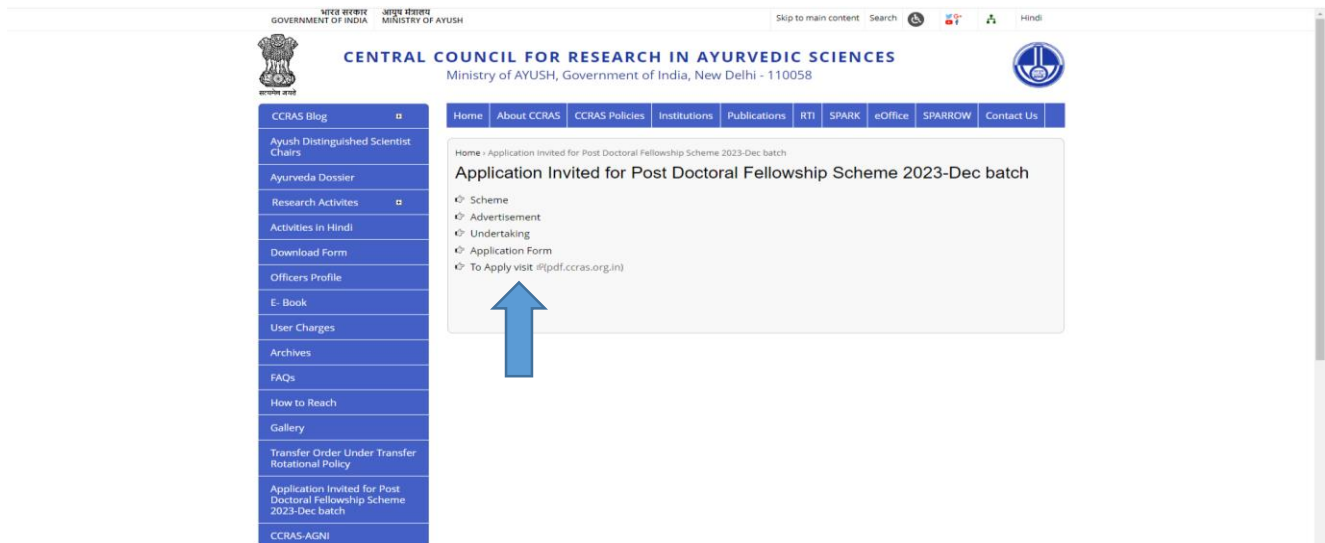 भारत सरकार
GOVERNMENT OF INDIA
आयुष मंत्रालय
MINISTRY OF AYUSH
Skip to main content Search Hindi
सत्यमेव जयते
CENTRAL COUNCIL FOR RESEARCH IN AYURVEDIC SCIENCES
Ministry of AYUSH, Government of India, New Delhi - 110058
Home About CCRAS CCRAS Policies Institutions Publications RTI SPARK eOffice SPARROW Contact Us
CCRAS Blog
Ayush Distinguished Scientist
Chairs
Ayurveda Dossier
Research Activites
Activities in Hindi
Download Form
Officers Profile
E- Book
User Charges
Archives
FAQs
How to Reach
Gallery
Transfer Order Under Transfer
Rotational Policy
Application Invited for Post
Doctoral Fellowship Scheme
2023-Dec batch
CCRAS-AGNI
Home › Application Invited for Post Doctoral Fellowship Scheme 2023-Dec batch
Application Invited for Post Doctoral Fellowship Scheme 2023-Dec batch
Scheme
Advertisement
Undertaking
Application Form
To Apply visit (pdf.ccras.org.in)